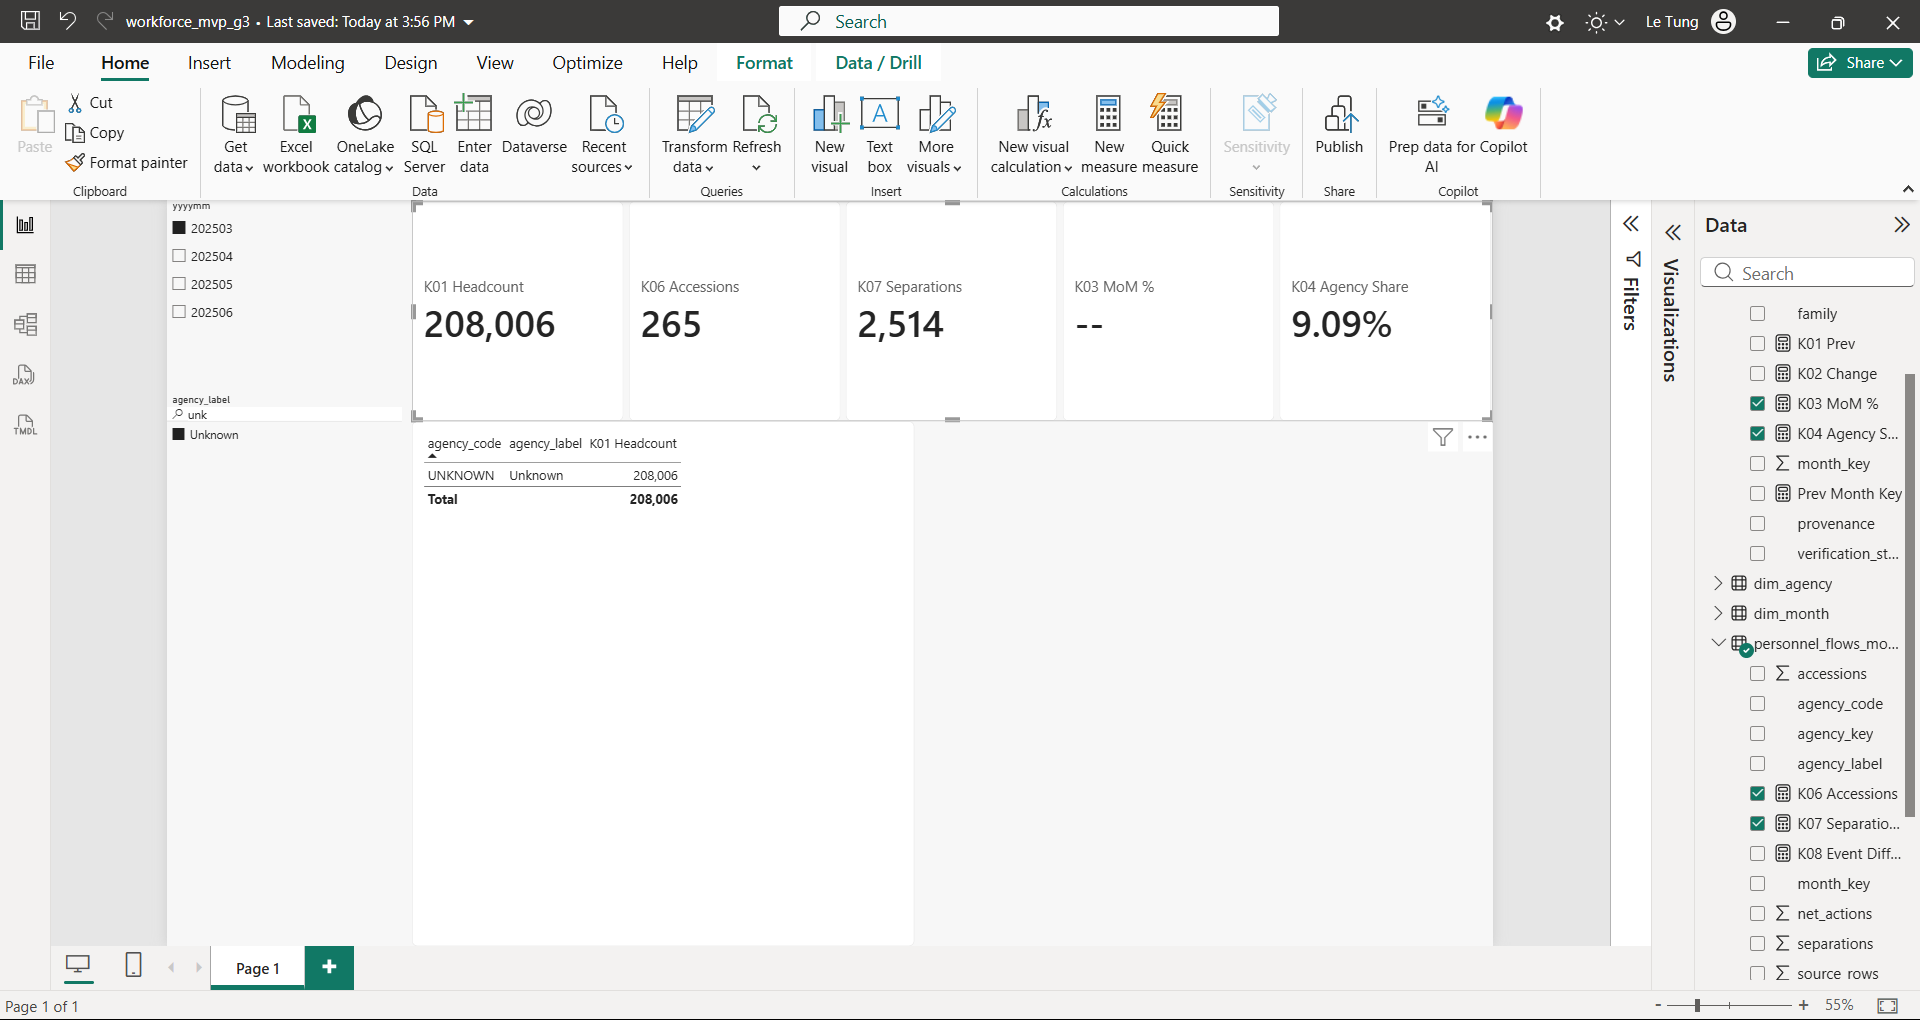 workforce_mvp_g3 • Last saved: Today at 3:56 PM
Search
Le Tung
File
Home
Insert
Modeling
Design
View
Optimize
Help
Format
Data / Drill
Share
Paste
Cut
Copy
Format painter
Clipboard
Get data
Excel workbook
OneLake catalog
SQL Server
Enter data
Dataverse
Recent sources
Data
Transform data
Refresh
Queries
New visual
Text box
More visuals
Insert
New visual calculation
New measure
Quick measure
Calculations
Sensitivity
Sensitivity
Publish
Share
Prep data for AI
Copilot
Copilot
DAX
TMDL
yyyymm
202503
202504
202505
202506
agency_label
unk
Unknown
K01 Headcount
208,006
K06 Accessions
265
K07 Separations
2,514
K03 MoM %
--
K04 Agency Share
9.09%
agency_code agency_label K01 Headcount
UNKNOWN Unknown 208,006
Total 208,006
Filters
Visualizations
Data
Search
family
K01 Prev
K02 Change
K03 MoM %
K04 Agency S...
month_key
Prev Month Key
provenance
verification_st...
dim_agency
dim_month
personnel_flows_mo...
accessions
agency_code
agency_key
agency_label
K06 Accessions
K07 Separatio...
K08 Event Diff...
month_key
net_actions
separations
source rows
Page 1
Page 1 of 1
- + 55%